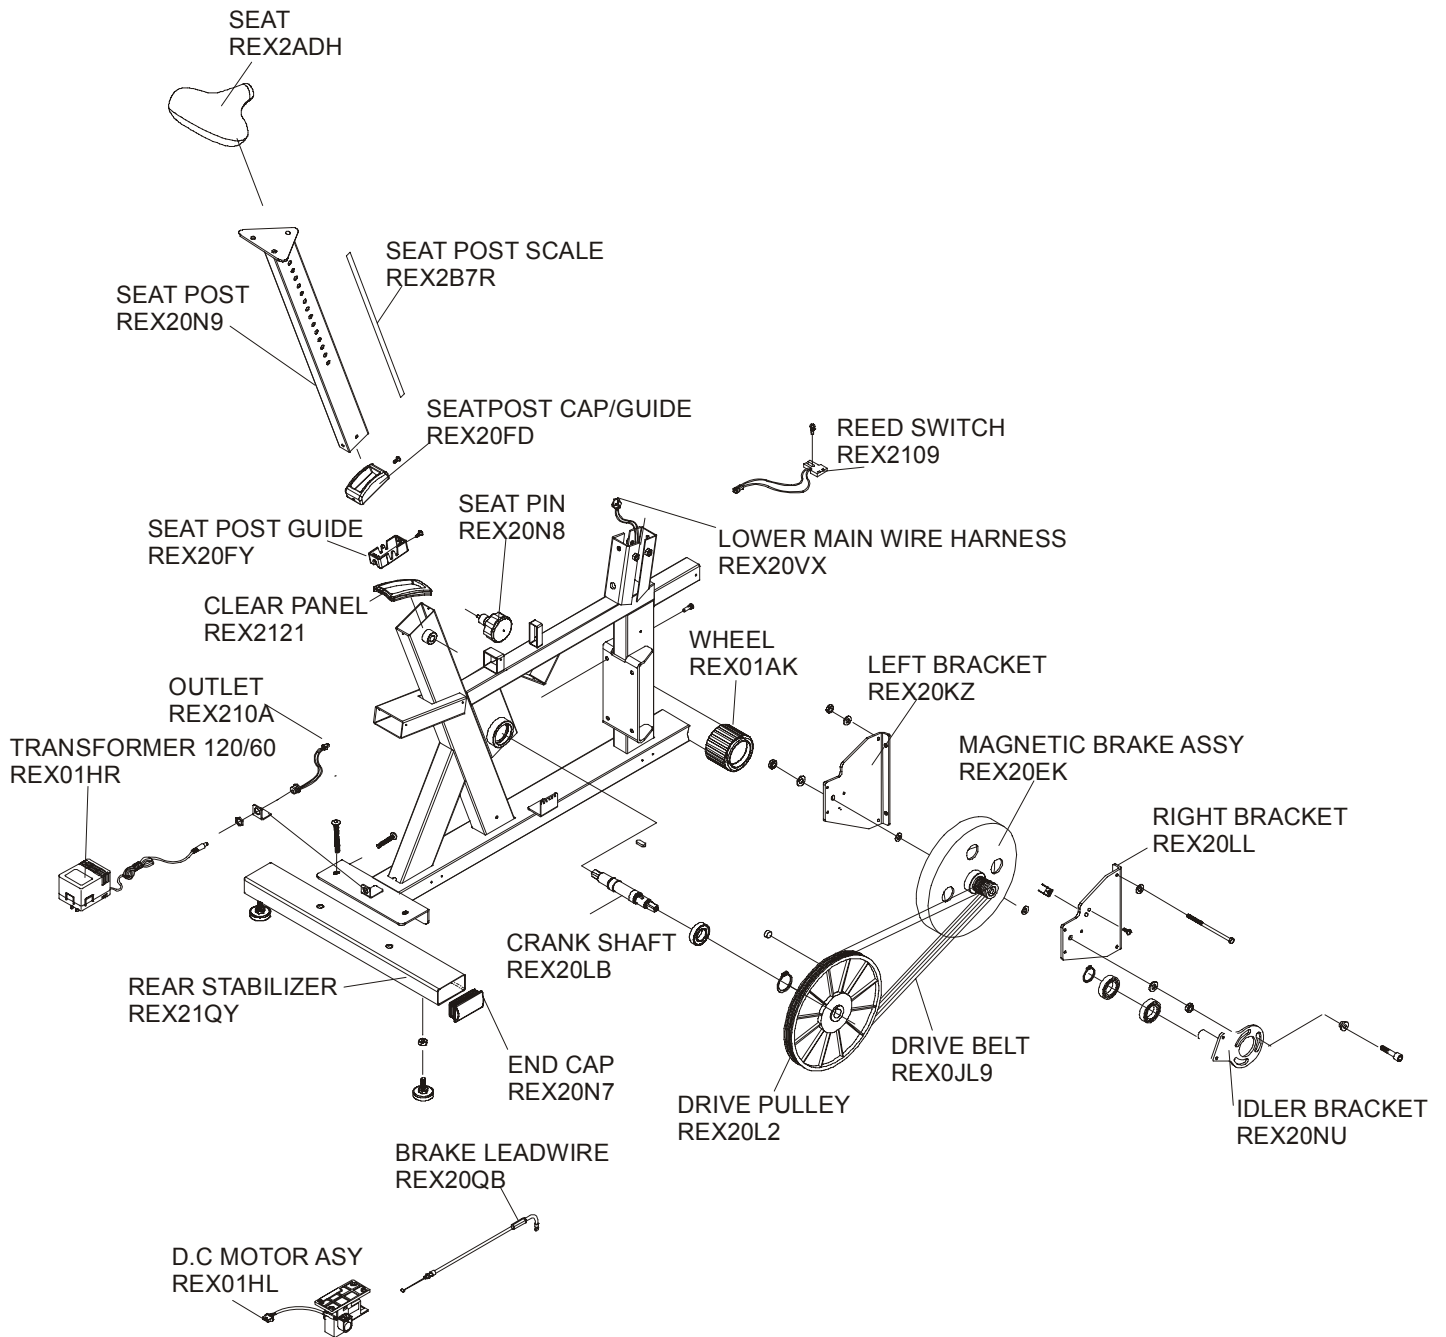 SEAT
REX2ADH
SEAT POST SCALE
REX2B7R
SEAT POST
REX20N9
SEATPOST CAP/GUIDE
REX20FD
REED SWITCH
REX2109
SEAT PIN
REX20N8
SEAT POST GUIDE
REX20FY
LOWER MAIN WIRE HARNESS
REX20VX
CLEAR PANEL
REX2121
WHEEL
REX01AK
LEFT BRACKET
REX20KZ
OUTLET
REX210A
TRANSFORMER 120/60
REX01HR
MAGNETIC BRAKE ASSY
REX20EK
RIGHT BRACKET
REX20LL
CRANK SHAFT
REX20LB
REAR STABILIZER
REX21QY
DRIVE BELT
REX0JL9
END CAP
REX20N7
DRIVE PULLEY
REX20L2
IDLER BRACKET
REX20NU
BRAKE LEADWIRE
REX20QB
D.C MOTOR ASY
REX01HL